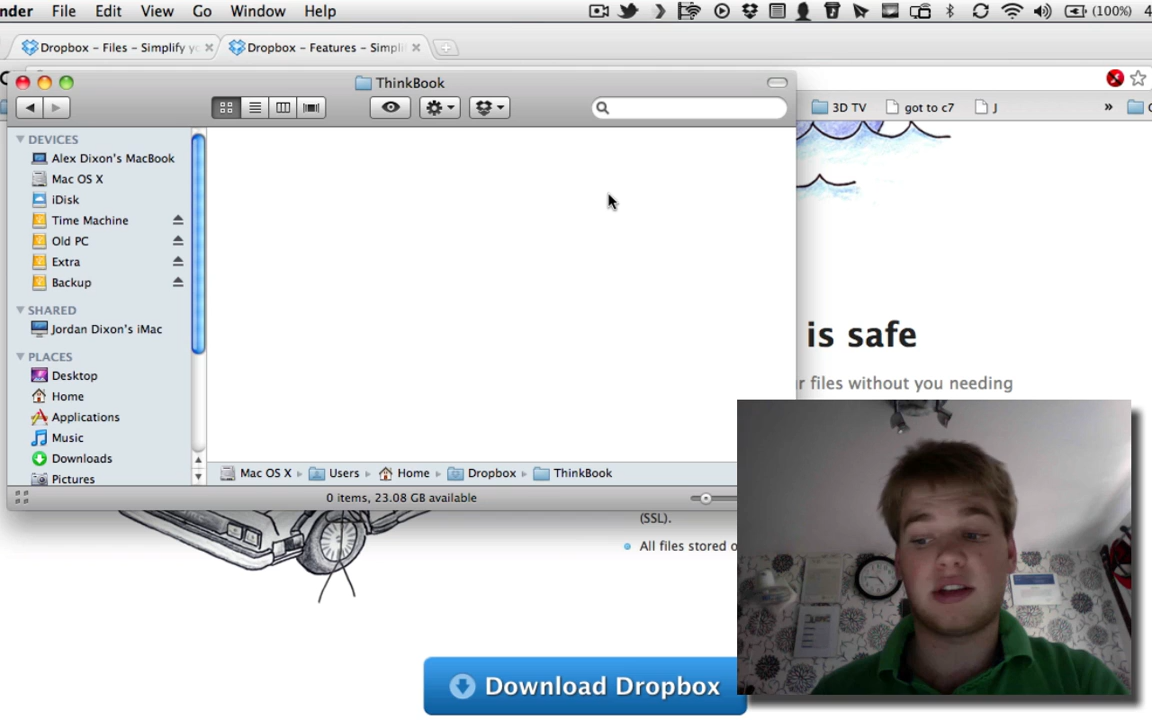 nder File Edit View Go Window Help (100%) 4
Dropbox – Files – Simplify y Dropbox – Features – Simpli
ThinkBook
3D TV got to c7 J »
DEVICES
Alex Dixon's MacBook
Mac OS X
iDisk
Time Machine
Old PC
Extra
Backup
SHARED
Jordan Dixon's iMac
PLACES
Desktop
Home
Applications
Music
Downloads
Pictures
Mac OS X Users Home Dropbox ThinkBook
0 items, 23.08 GB available
is safe
r files without you needing
(SSL).
All files stored o
Download Dropbox